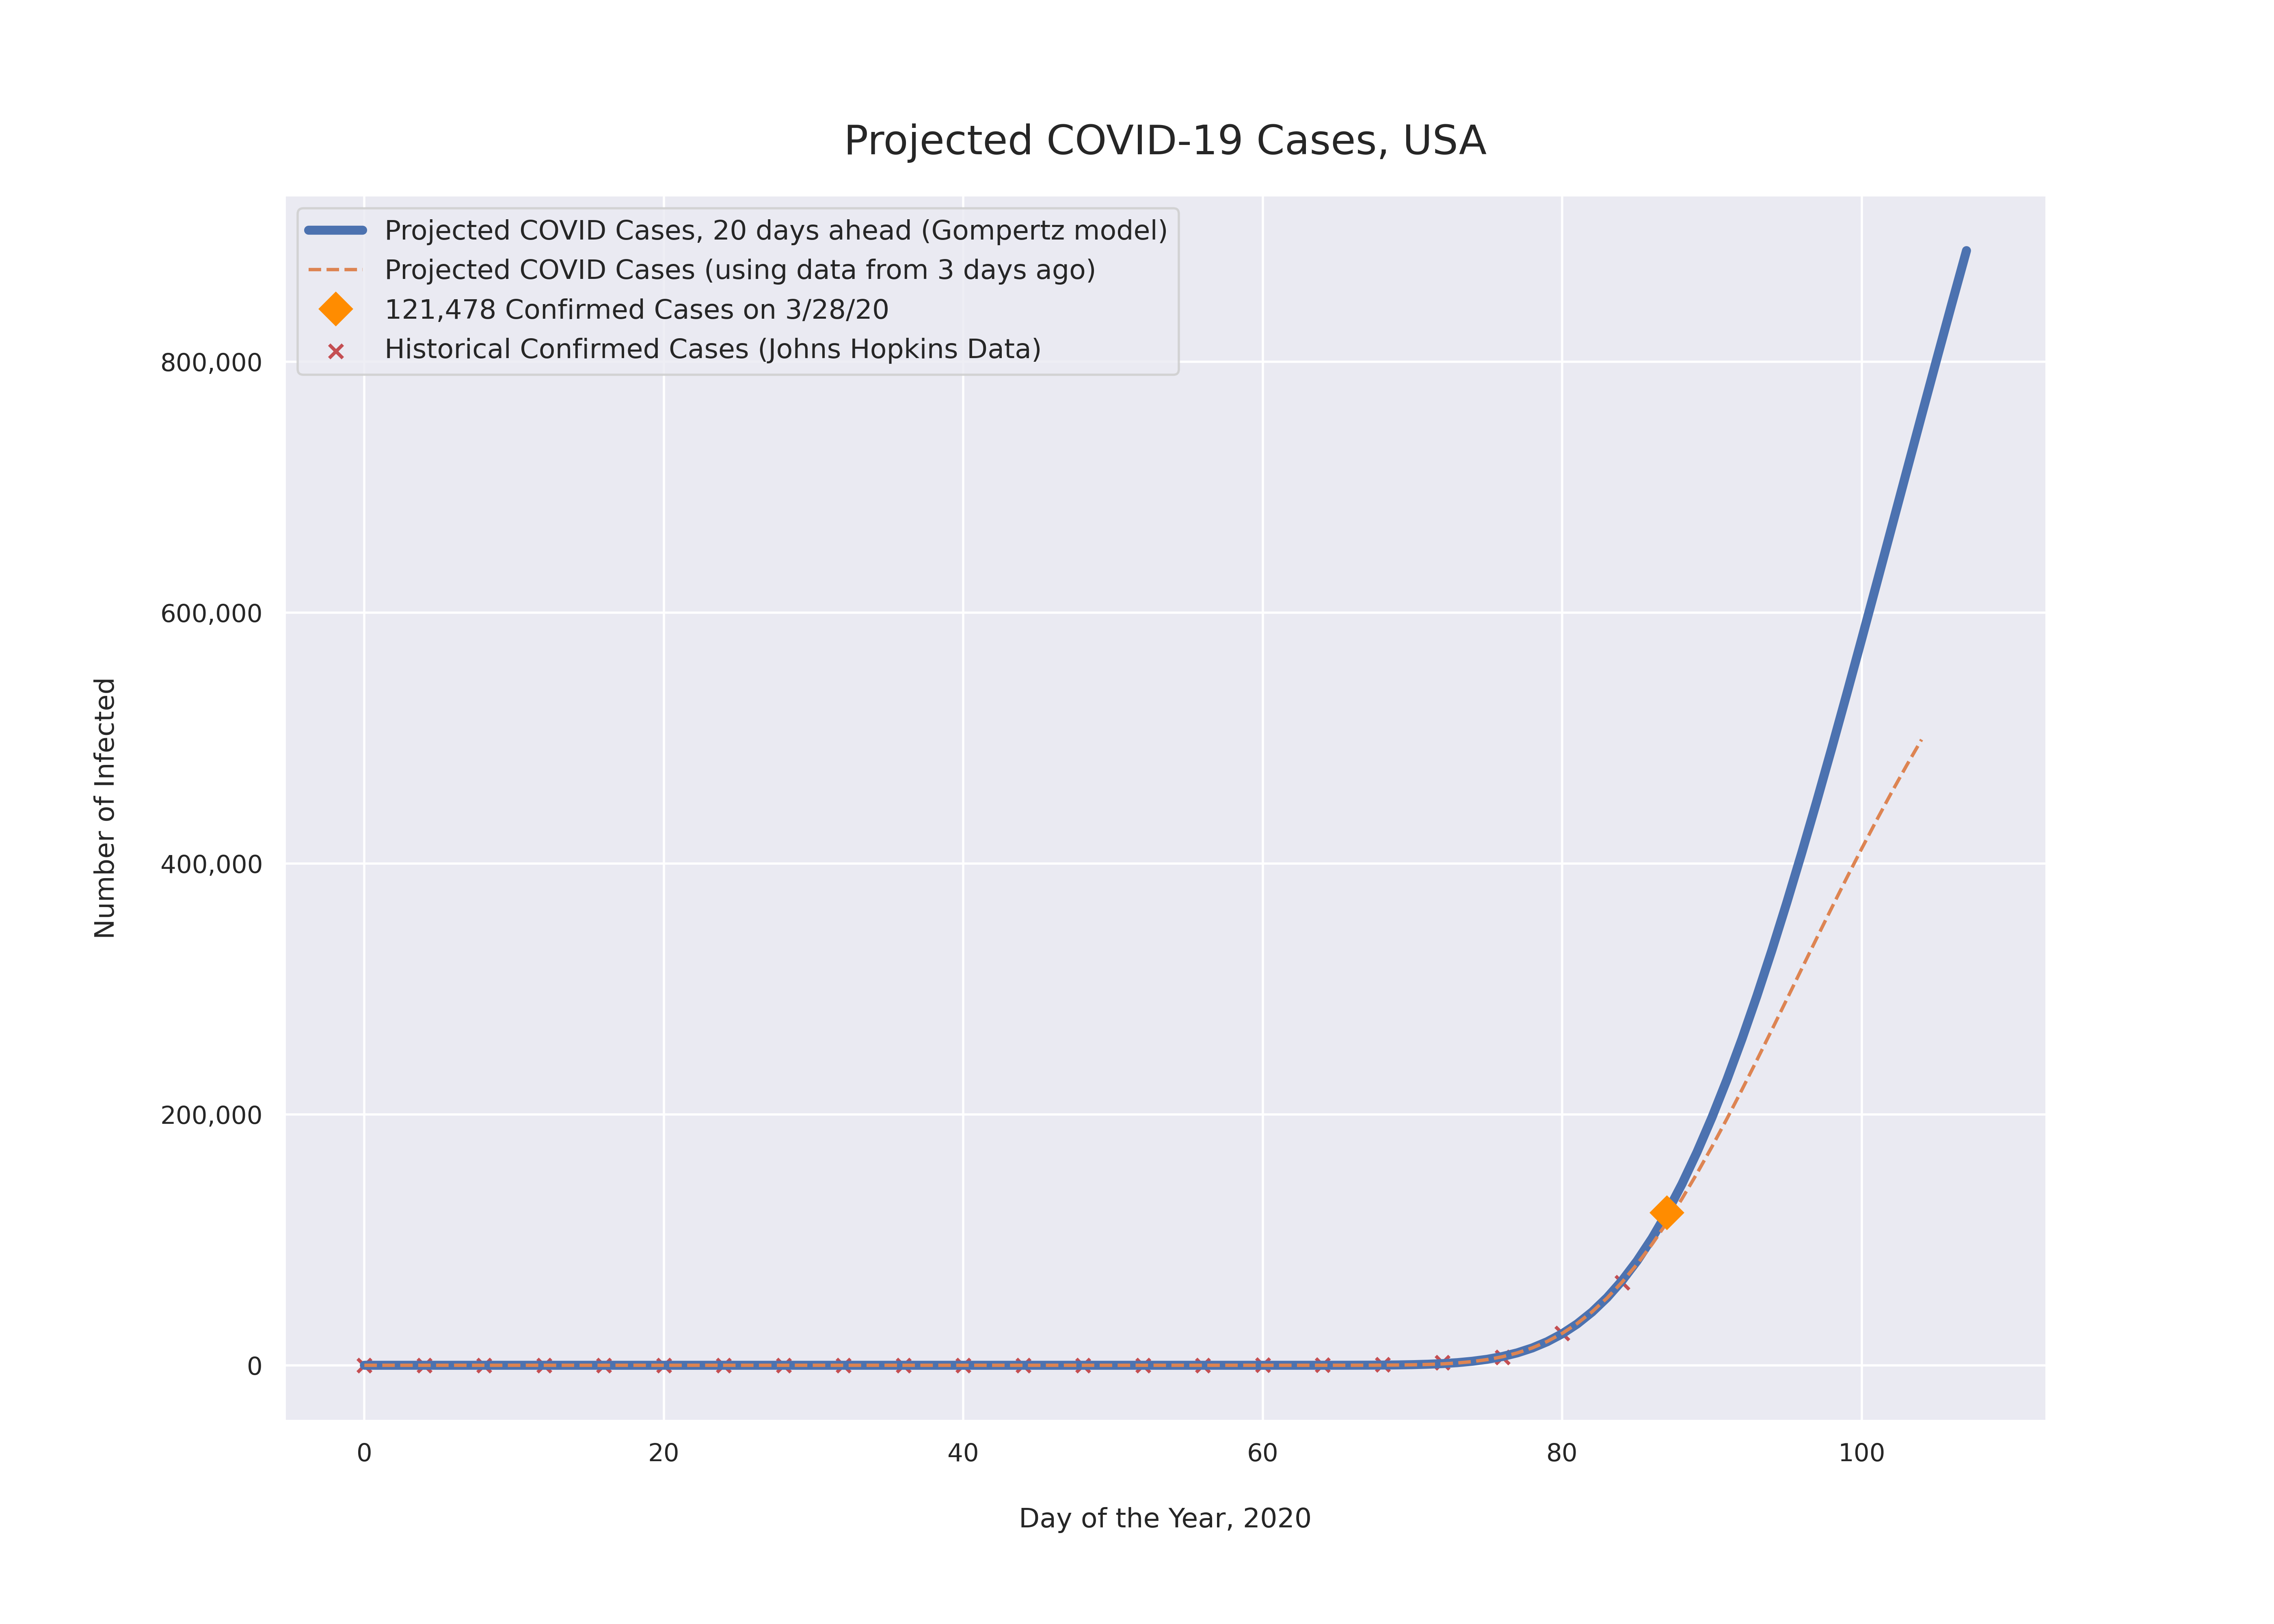 Projected COVID-19 Cases, USA
Projected COVID Cases, 20 days ahead (Gompertz model)
Projected COVID Cases (using data from 3 days ago)
121,478 Confirmed Cases on 3/28/20
Historical Confirmed Cases (Johns Hopkins Data)
800,000
600,000
400,000
200,000
0
Number of Infected
0 20 40 60 80 100
Day of the Year, 2020